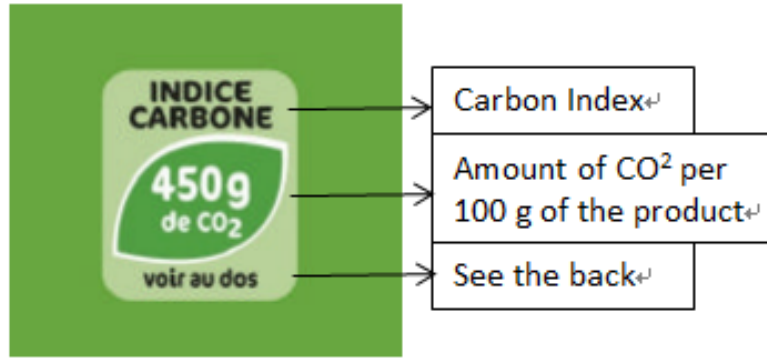 INDICE
CARBONE
450g
de CO₂
voir au dos
Carbon Index↵
Amount of CO² per
100 g of the product↵
See the back↵